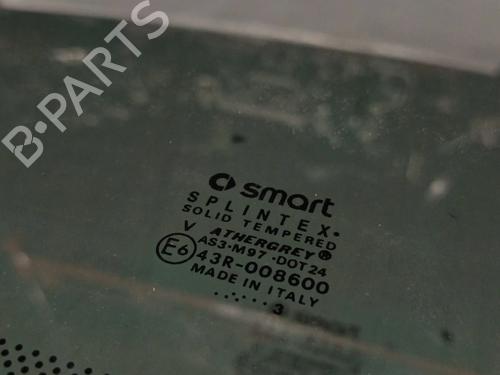 B-PARTS
smart
SPLINTEX
SOLID TEMPERED
ATHERGREY®
V AS3·M97·DOT24
E6 43R-008600
MADE IN ITALY
......3